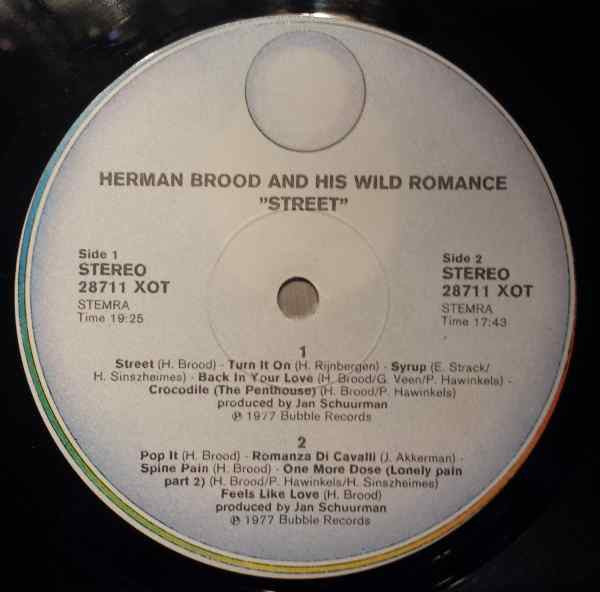 HERMAN BROOD AND HIS WILD ROMANCE
"STREET"
Side 1
STEREO
28711 XOT
STEMRA
Time 19:25
Side 2
STEREO
28711 XOT
STEMRA
Time 17:43
1
Street (H. Brood) - Turn It On (H. Rijnbergen) - Syrup (E. Strack/
H. Sinszheimes) - Back In Your Love (H. Brood/G. Veen/P. Hawinkels) -
Crocodile (The Penthouse) (H. Brood/P. Hawinkels)
produced by Jan Schuurman
℗ 1977 Bubble Records
2
Pop It (H. Brood) - Romanza Di Cavalli (J. Akkerman) -
Spine Pain (H. Brood) - One More Dose (Lonely pain
part 2) (H. Brood/P. Hawinkels/H. Sinszheimes)
Feels Like Love (H. Brood)
produced by Jan Schuurman
℗ 1977 Bubble Records